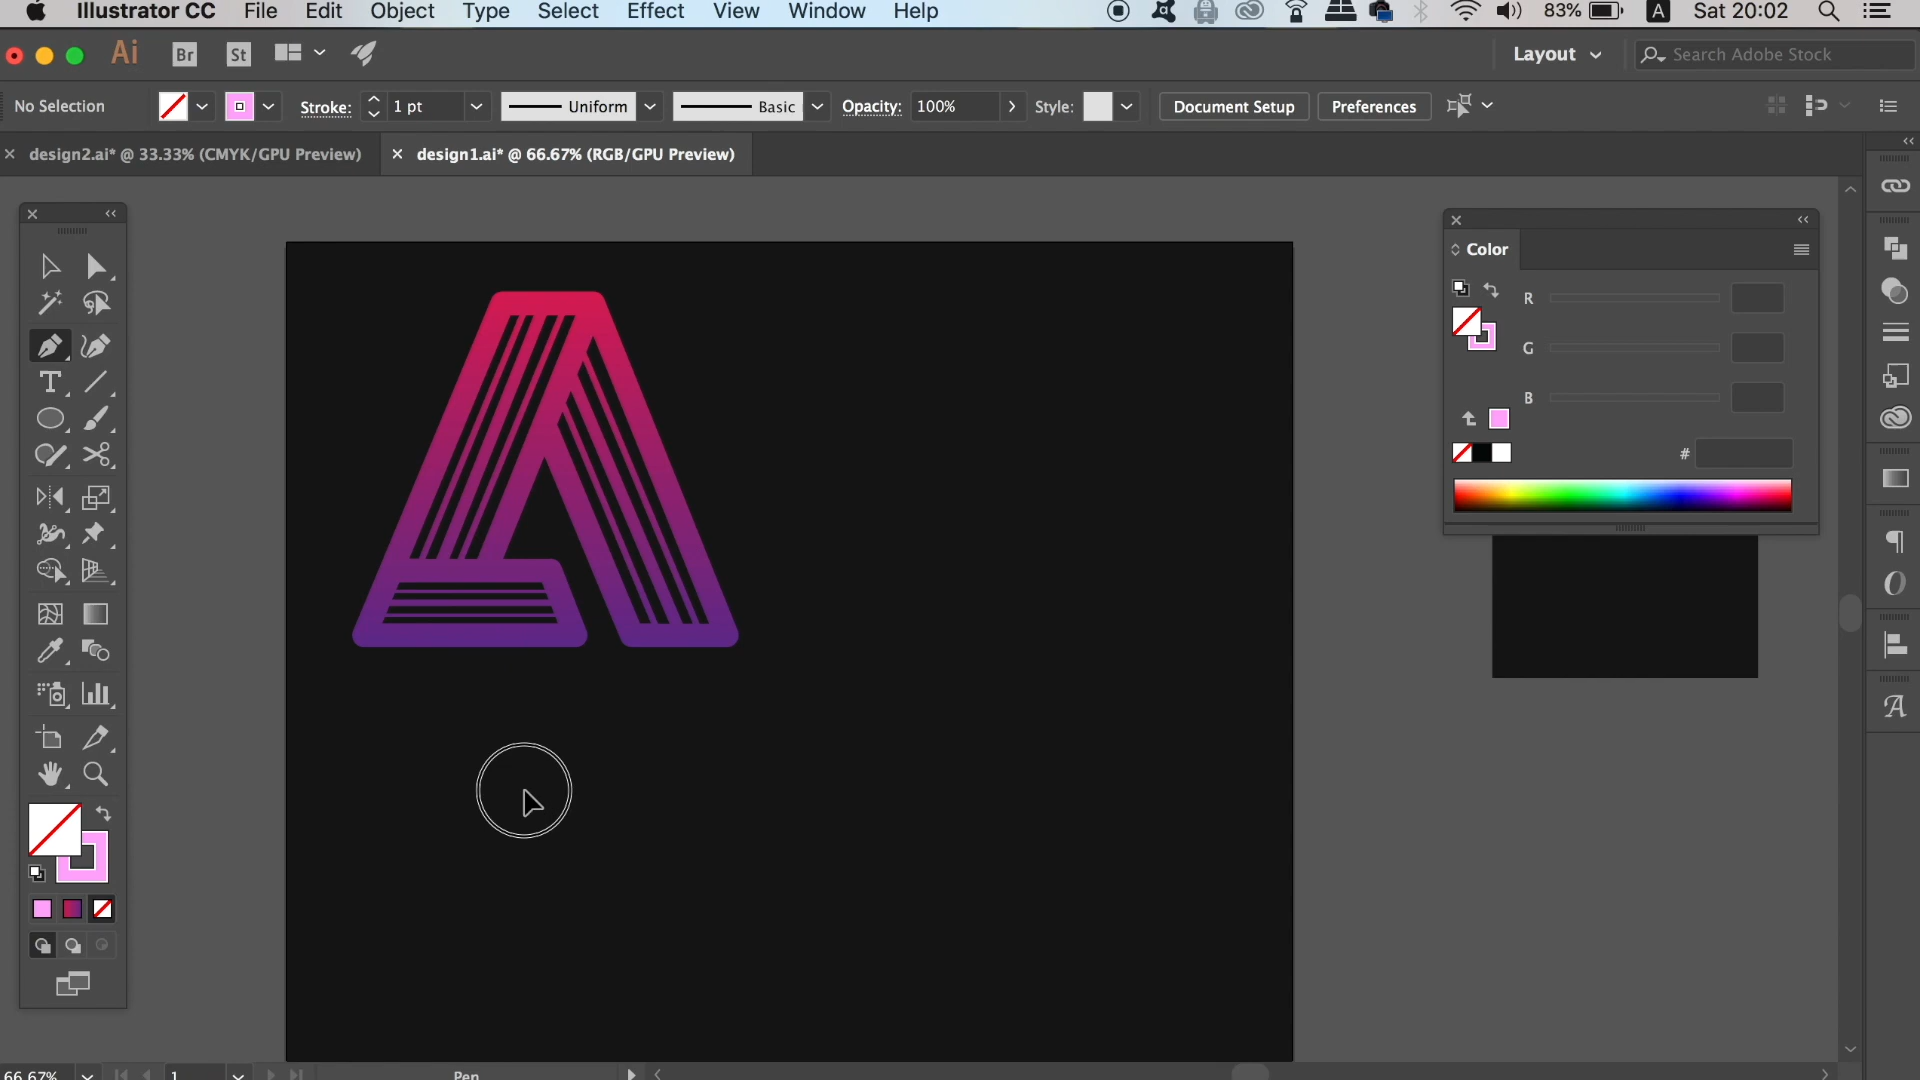 Illustrator CC File Edit Object Type Select Effect View Window Help 83% A Sat 20:02
Ai Br St Layout Search Adobe Stock
No Selection Stroke: 1 pt Uniform Basic Opacity: 100% Style: Document Setup Preferences
design2.ai* @ 33.33% (CMYK/GPU Preview) design1.ai* @ 66.67% (RGB/GPU Preview)
Color
R
G
B
#
66.67% 1 Pen